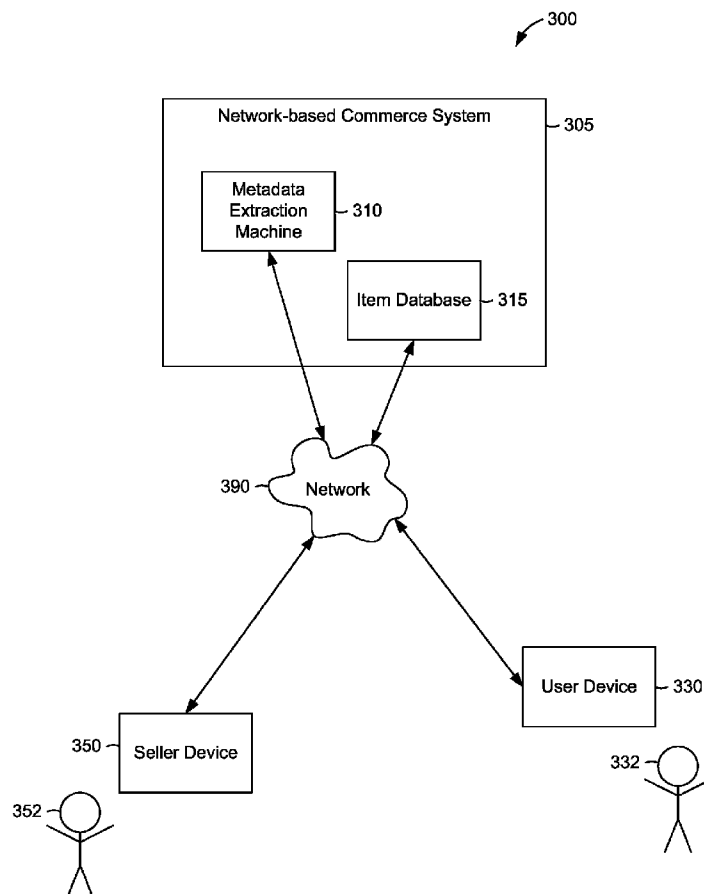 300
Network-based Commerce System
305
Metadata
Extraction
Machine
310
Item Database
315
390
Network
User Device
330
350
Seller Device
332
352